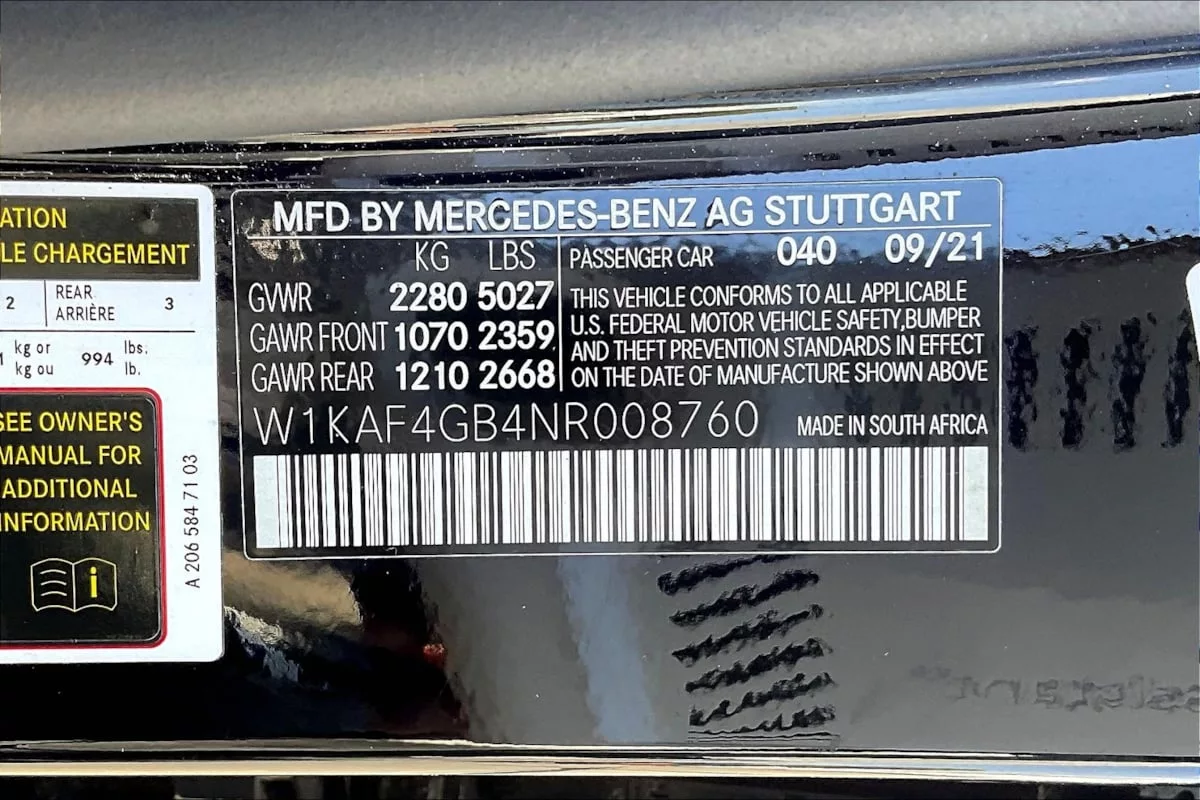 ATION
LE CHARGEMENT
2 REAR ARRIÈRE 3
kg or kg ou 994 lbs. lb.
SEE OWNER'S
MANUAL FOR
ADDITIONAL
INFORMATION
i
A 206 584 71 03
MFD BY MERCEDES-BENZ AG STUTTGART
KG LBS
GVWR 2280 5027
GAWR FRONT 1070 2359
GAWR REAR 1210 2668
PASSENGER CAR 040 09/21
THIS VEHICLE CONFORMS TO ALL APPLICABLE
U.S. FEDERAL MOTOR VEHICLE SAFETY,BUMPER
AND THEFT PREVENTION STANDARDS IN EFFECT
ON THE DATE OF MANUFACTURE SHOWN ABOVE
W1KAF4GB4NR008760 MADE IN SOUTH AFRICA